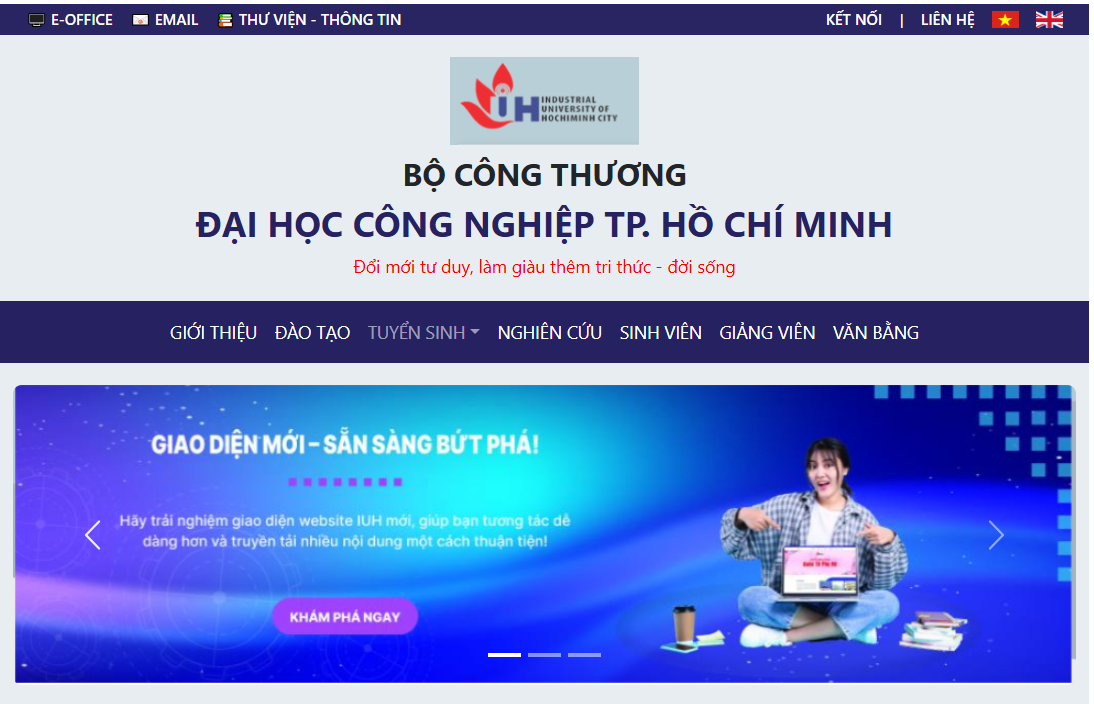 E-OFFICE EMAIL THƯ VIỆN - THÔNG TIN KẾT NỐI | LIÊN HỆ
IUH INDUSTRIAL
UNIVERSITY OF
HOCHIMINH CITY
BỘ CÔNG THƯƠNG
ĐẠI HỌC CÔNG NGHIỆP TP. HỒ CHÍ MINH
Đổi mới tư duy, làm giàu thêm tri thức - đời sống
GIỚI THIỆU ĐÀO TẠO TUYỂN SINH NGHIÊN CỨU SINH VIÊN GIẢNG VIÊN VĂN BẰNG
GIAO DIỆN MỚI – SẴN SÀNG BỨT PHÁ!
Hãy trải nghiệm giao diện website IUH mới, giúp bạn tương tác dễ
dàng hơn và truyền tải nhiều nội dung một cách thuận tiện!
KHÁM PHÁ NGAY